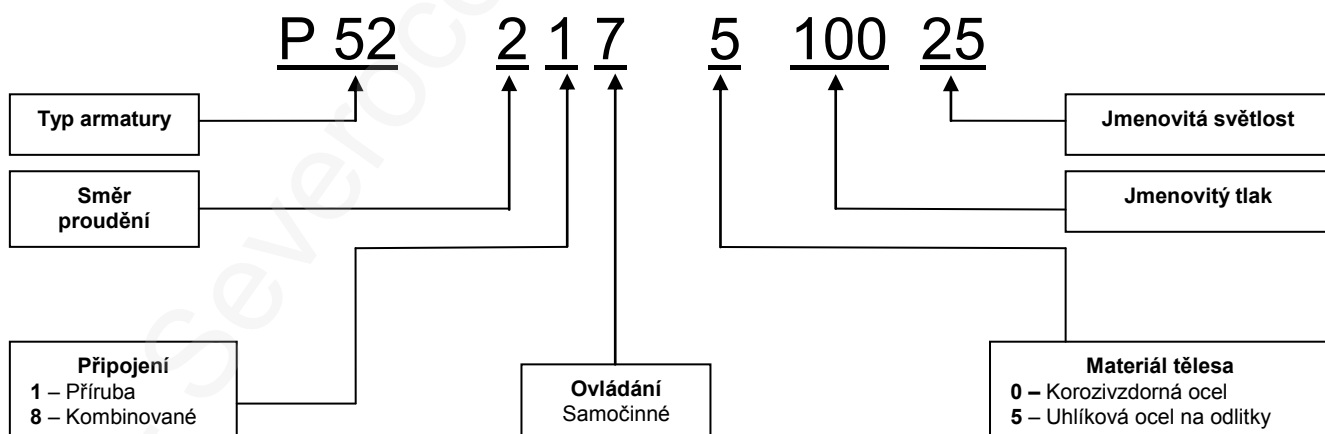 P 52 2 1 7 5 100 25
Typ armatury
Jmenovitá světlost
Směr
proudění
Jmenovitý tlak
Připojení
1 – Příruba
8 – Kombinované
Ovládání
Samočinné
Materiál tělesa
0 – Korozivzdorná ocel
5 – Uhlíková ocel na odlitky